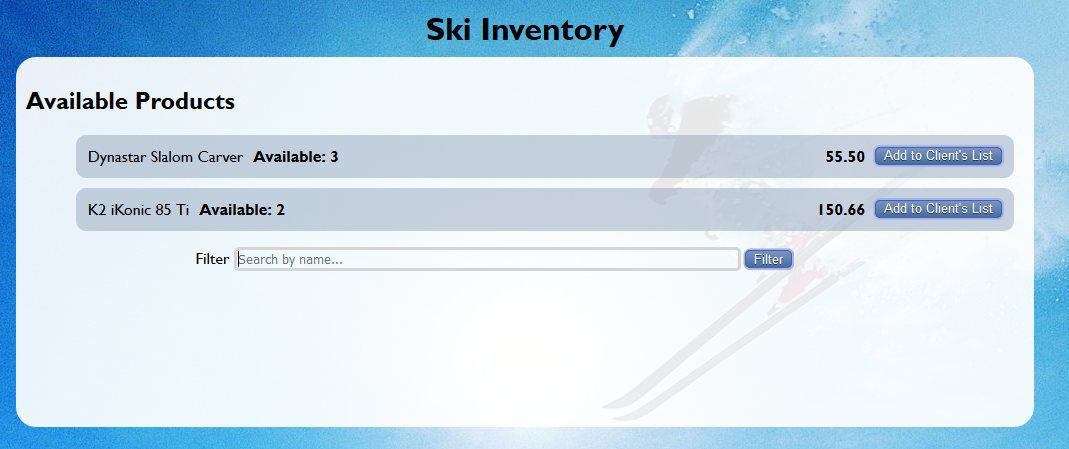 Ski Inventory
Available Products
Dynastar Slalom Carver Available: 3 55.50 Add to Client's List
K2 iKonic 85 Ti Available: 2 150.66 Add to Client's List
Filter Search by name... Filter